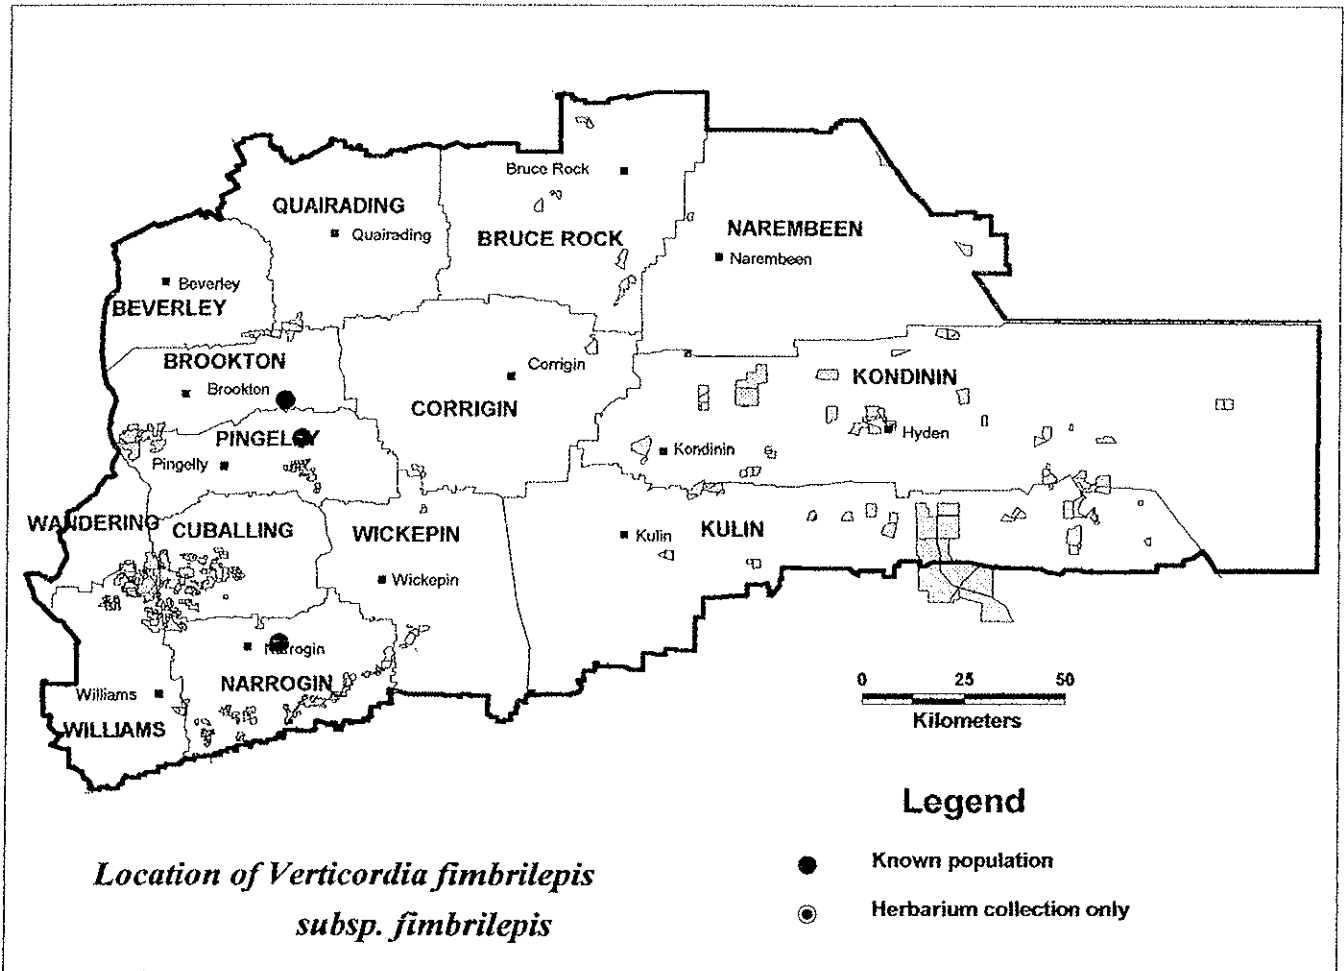 Bruce Rock
QUAIRADING
Quairading
BRUCE ROCK
NAREMBEEN
Narembeen
Beverley
BEVERLEY
BROOKTON
Brookton
Corrigin
CORRIGIN
KONDININ
Hyden
PINGELLY
Pingelly
Kondinin
WANDERING
CUBALLING
WICKEPIN
Kulin
KULIN
Wickepin
Narrogin
NARROGIN
Williams
WILLIAMS
0 25 50
Kilometers
Legend
Known population
Herbarium collection only
Location of Verticordia fimbrilepis
subsp. fimbrilepis